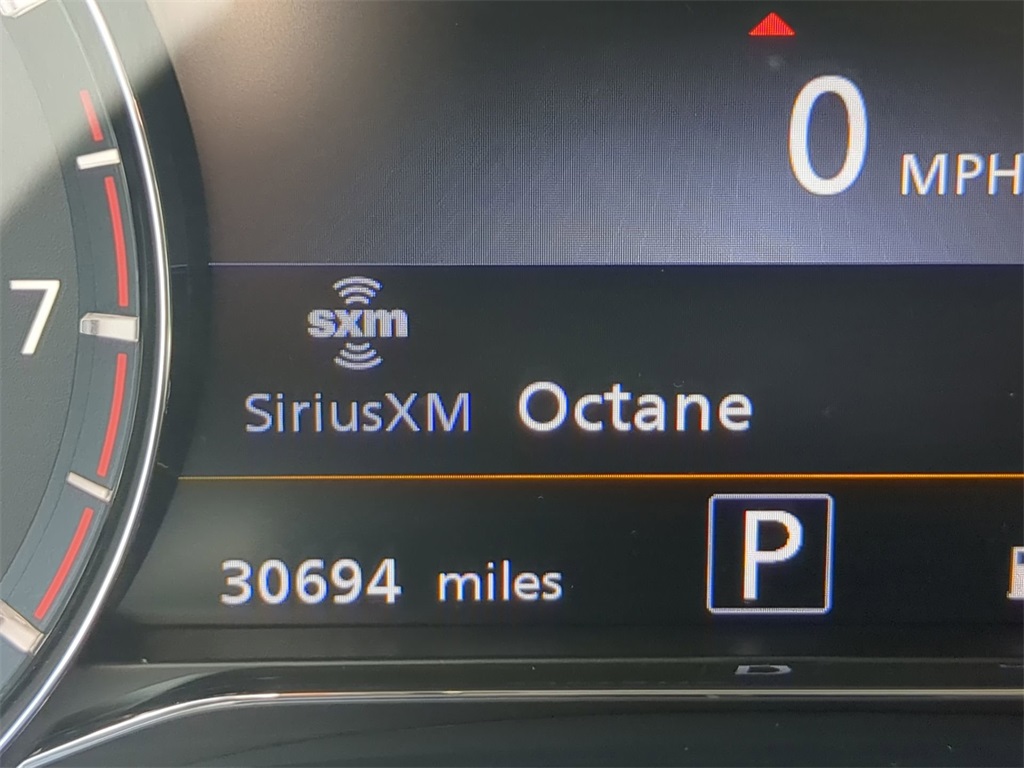 0 MPH
7
sxm
SiriusXM Octane
30694 miles P